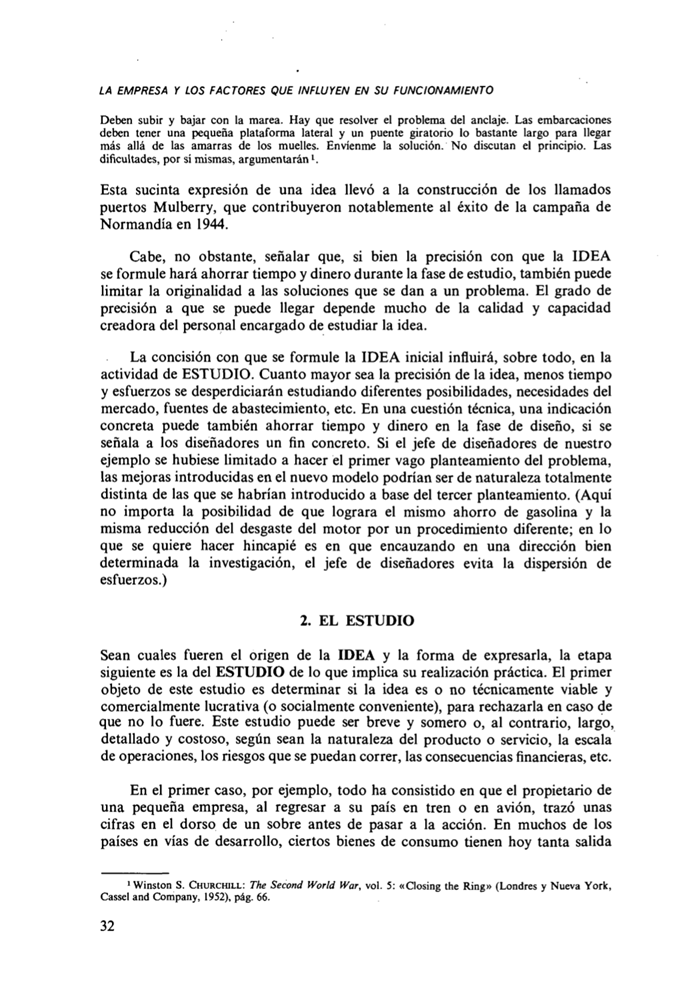 LA EMPRESA Y LOS FACTORES QUE INFLUYEN EN SU FUNCIONAMIENTO
Deben subir y bajar con la marea. Hay que resolver el problema del anclaje. Las embarcaciones
deben tener una pequeña plataforma lateral y un puente giratorio lo bastante largo para llegar
más allá de las amarras de los muelles. Envíenme la solución. No discutan el principio. Las
dificultades, por sí mismas, argumentarán ¹.
Esta sucinta expresión de una idea llevó a la construcción de los llamados
puertos Mulberry, que contribuyeron notablemente al éxito de la campaña de
Normandía en 1944.
Cabe, no obstante, señalar que, si bien la precisión con que la IDEA
se formule hará ahorrar tiempo y dinero durante la fase de estudio, también puede
limitar la originalidad a las soluciones que se dan a un problema. El grado de
precisión a que se puede llegar depende mucho de la calidad y capacidad
creadora del personal encargado de estudiar la idea.
La concisión con que se formule la IDEA inicial influirá, sobre todo, en la
actividad de ESTUDIO. Cuanto mayor sea la precisión de la idea, menos tiempo
y esfuerzos se desperdiciarán estudiando diferentes posibilidades, necesidades del
mercado, fuentes de abastecimiento, etc. En una cuestión técnica, una indicación
concreta puede también ahorrar tiempo y dinero en la fase de diseño, si se
señala a los diseñadores un fin concreto. Si el jefe de diseñadores de nuestro
ejemplo se hubiese limitado a hacer el primer vago planteamiento del problema,
las mejoras introducidas en el nuevo modelo podrían ser de naturaleza totalmente
distinta de las que se habrían introducido a base del tercer planteamiento. (Aquí
no importa la posibilidad de que lograra el mismo ahorro de gasolina y la
misma reducción del desgaste del motor por un procedimiento diferente; en lo
que se quiere hacer hincapié es en que encauzando en una dirección bien
determinada la investigación, el jefe de diseñadores evita la dispersión de
esfuerzos.)
2. EL ESTUDIO
Sean cuales fueren el origen de la IDEA y la forma de expresarla, la etapa
siguiente es la del ESTUDIO de lo que implica su realización práctica. El primer
objeto de este estudio es determinar si la idea es o no técnicamente viable y
comercialmente lucrativa (o socialmente conveniente), para rechazarla en caso de
que no lo fuere. Este estudio puede ser breve y somero o, al contrario, largo,
detallado y costoso, según sean la naturaleza del producto o servicio, la escala
de operaciones, los riesgos que se puedan correr, las consecuencias financieras, etc.
En el primer caso, por ejemplo, todo ha consistido en que el propietario de
una pequeña empresa, al regresar a su país en tren o en avión, trazó unas
cifras en el dorso de un sobre antes de pasar a la acción. En muchos de los
países en vías de desarrollo, ciertos bienes de consumo tienen hoy tanta salida
¹ Winston S. CHURCHILL: The Second World War, vol. 5: «Closing the Ring» (Londres y Nueva York,
Cassel and Company, 1952), pág. 66.
32